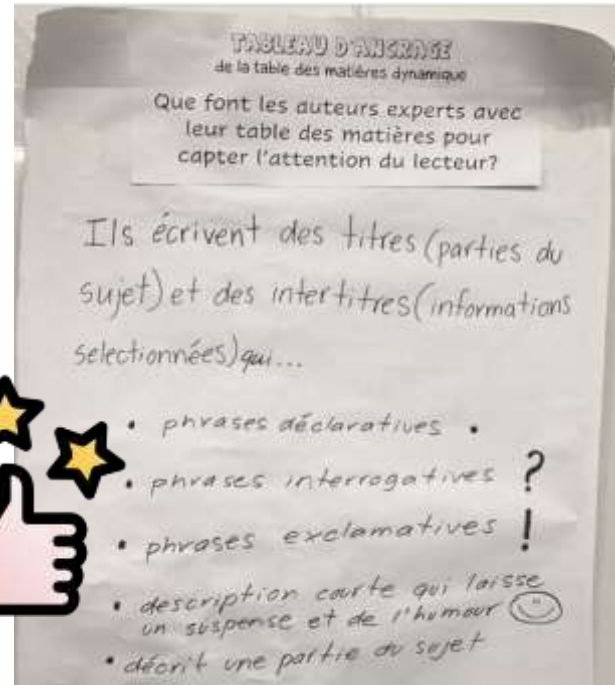 TABLEAU D'ANCRAGE
de la table des matières dynamique
Que font les auteurs experts avec
leur table des matières pour
capter l'attention du lecteur?
Ils écrivent des titres (parties du
sujet) et des intertitres (informations
selectionnées) qui...
• phrases déclaratives .
• phrases interrogatives ?
• phrases exclamatives !
• description courte qui laisse
un suspense et de l'humour
• décrit une partie du sujet